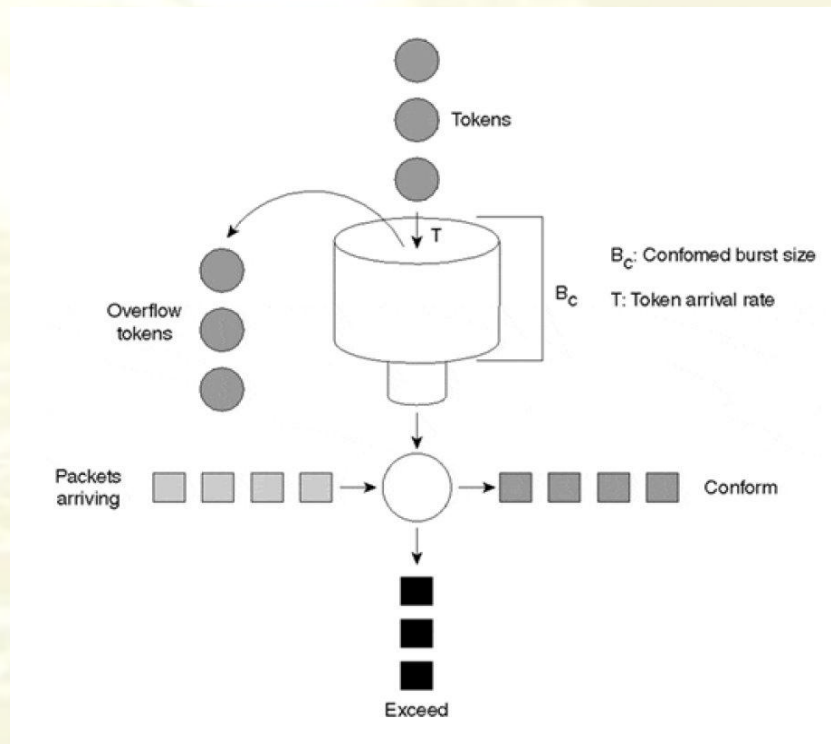 Tokens
T
B_C: Confomed burst size
B_C
T: Token arrival rate
Overflow
tokens
Packets
arriving
Conform
Exceed